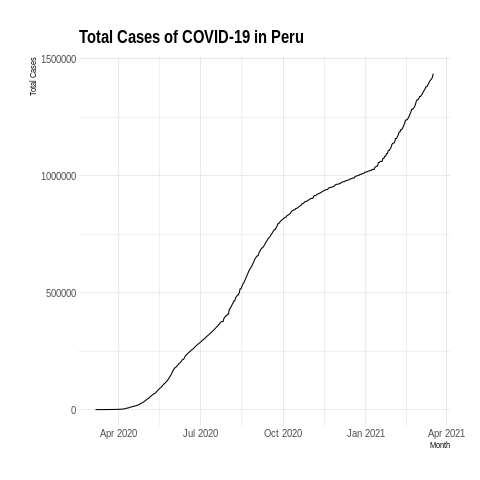 Total Cases of COVID-19 in Peru
Total Cases
1500000
1000000
500000
0
Apr 2020 Jul 2020 Oct 2020 Jan 2021 Apr 2021
Month